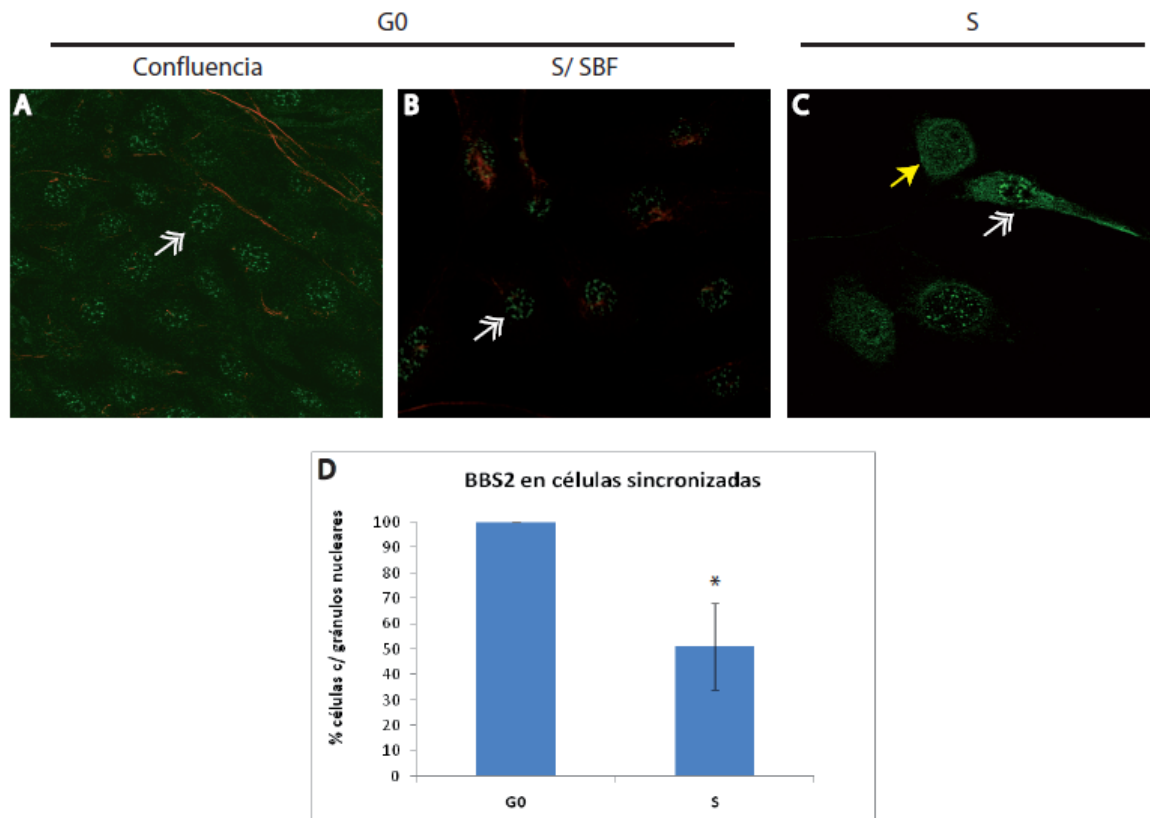 G0
S
Confluencia
S/ SBF
A
B
C
D
BBS2 en células sincronizadas
% células c/ gránulos nucleares
100
90
80
70
60
50
40
30
20
10
0
*
G0
S